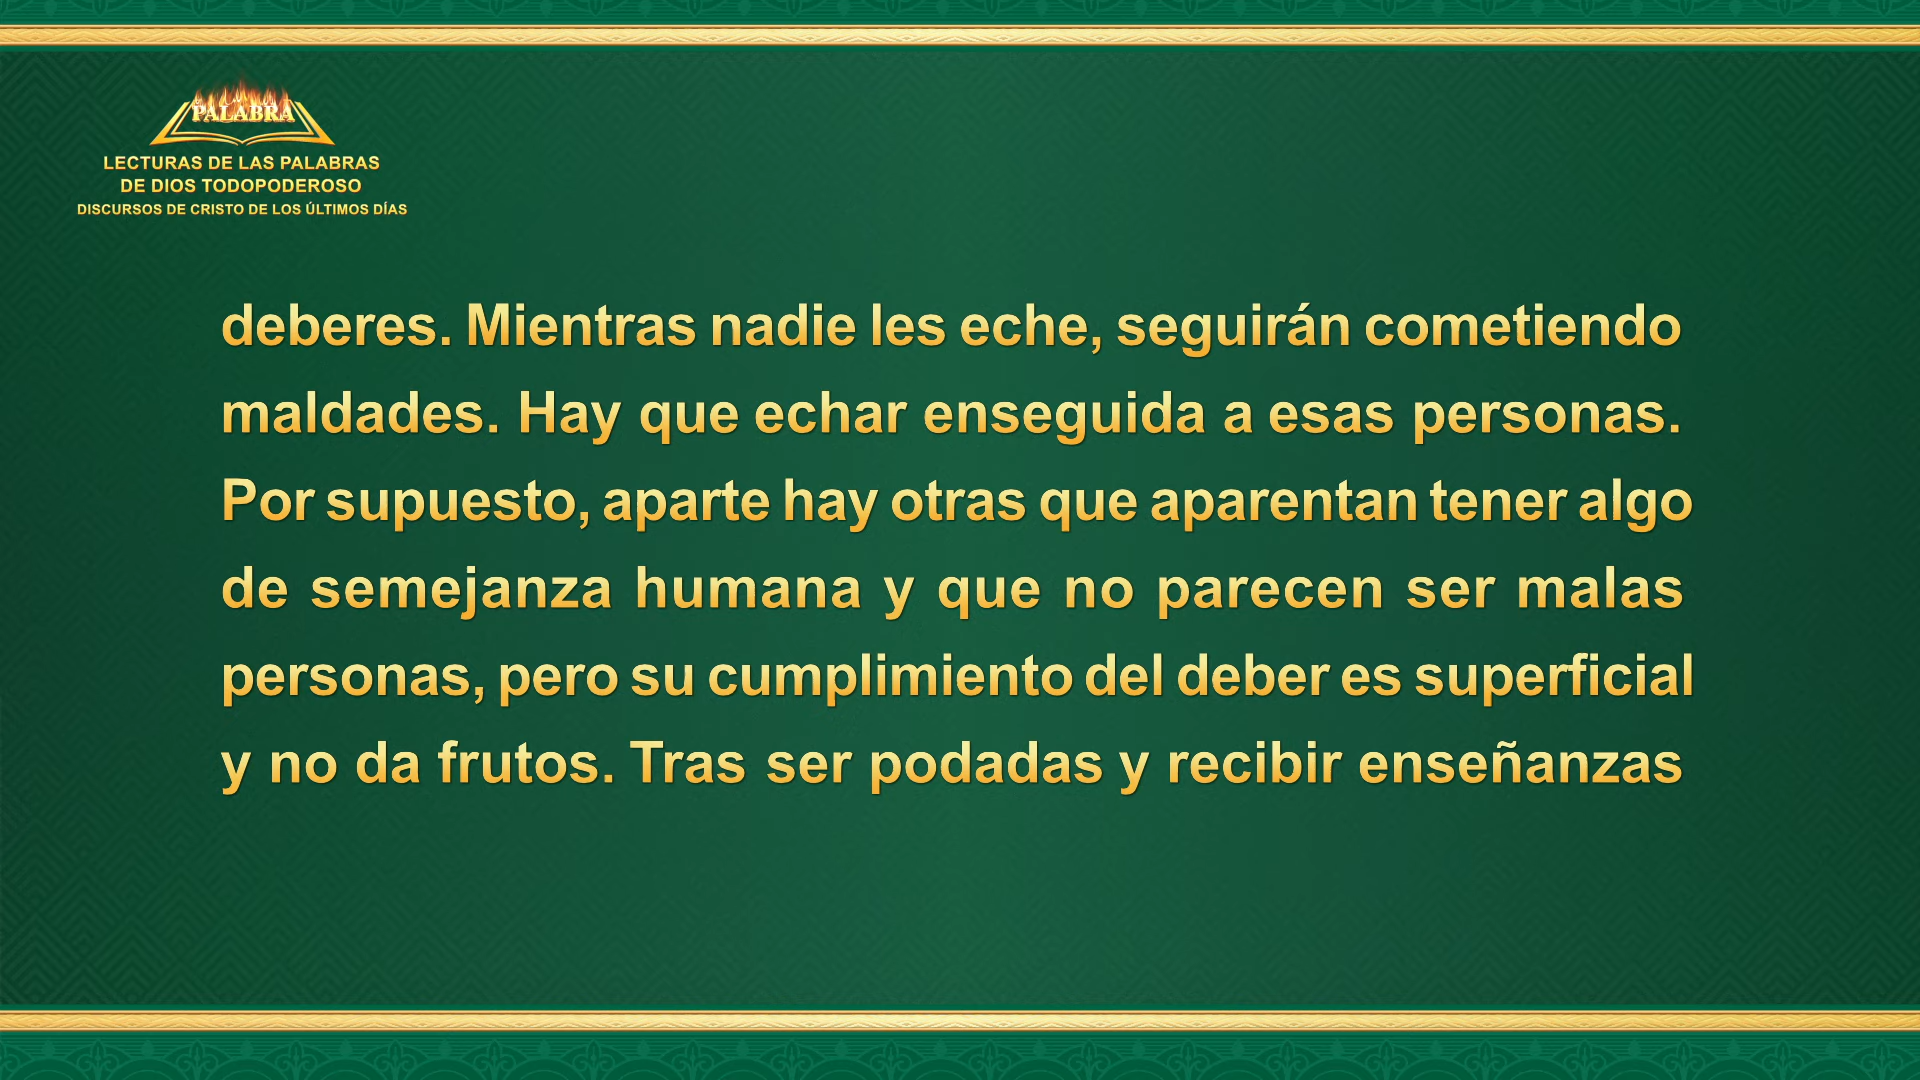 PALABRA
LECTURAS DE LAS PALABRAS
DE DIOS TODOPODEROSO
DISCURSOS DE CRISTO DE LOS ÚLTIMOS DÍAS
deberes. Mientras nadie les eche, seguirán cometiendo
maldades. Hay que echar enseguida a esas personas.
Por supuesto, aparte hay otras que aparentan tener algo
de semejanza humana y que no parecen ser malas
personas, pero su cumplimiento del deber es superficial
y no da frutos. Tras ser podadas y recibir enseñanzas